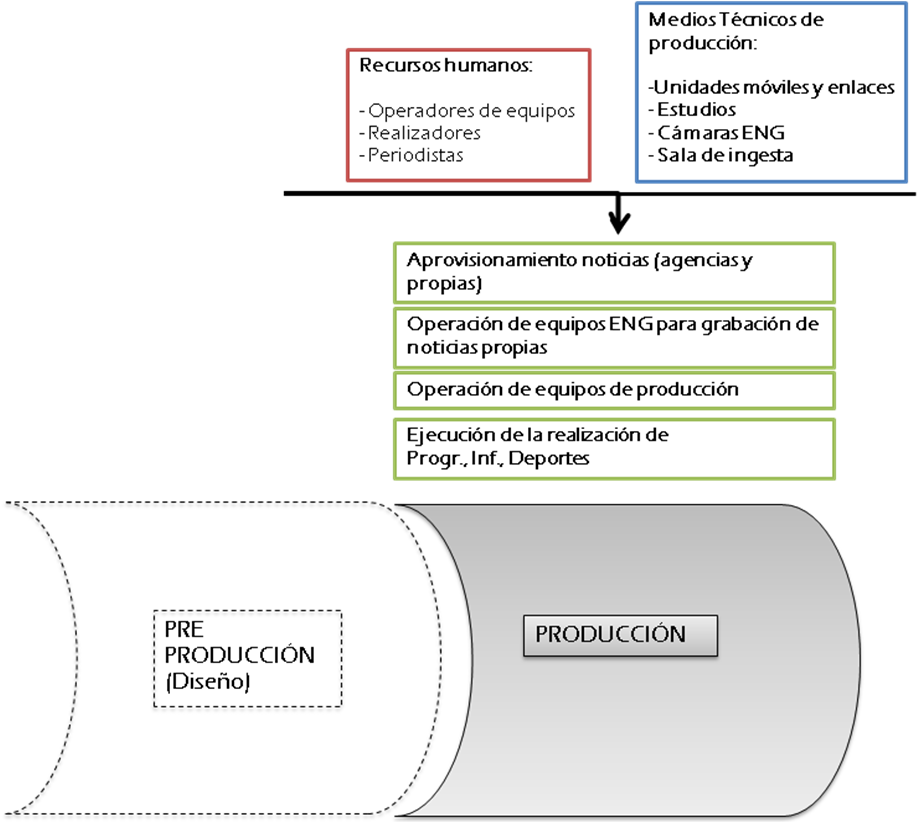 Recursos humanos:
- Operadores de equipos
- Realizadores
- Periodistas
Medios Técnicos de
producción:
-Unidades móviles y enlaces
- Estudios
- Cámaras ENG
- Sala de ingesta
Aprovisionamiento noticias (agencias y
propias)
Operación de equipos ENG para grabación de
noticias propias
Operación de equipos de producción
Ejecución de la realización de
Progr., Inf., Deportes
PRE
PRODUCCIÓN
(Diseño)
PRODUCCIÓN